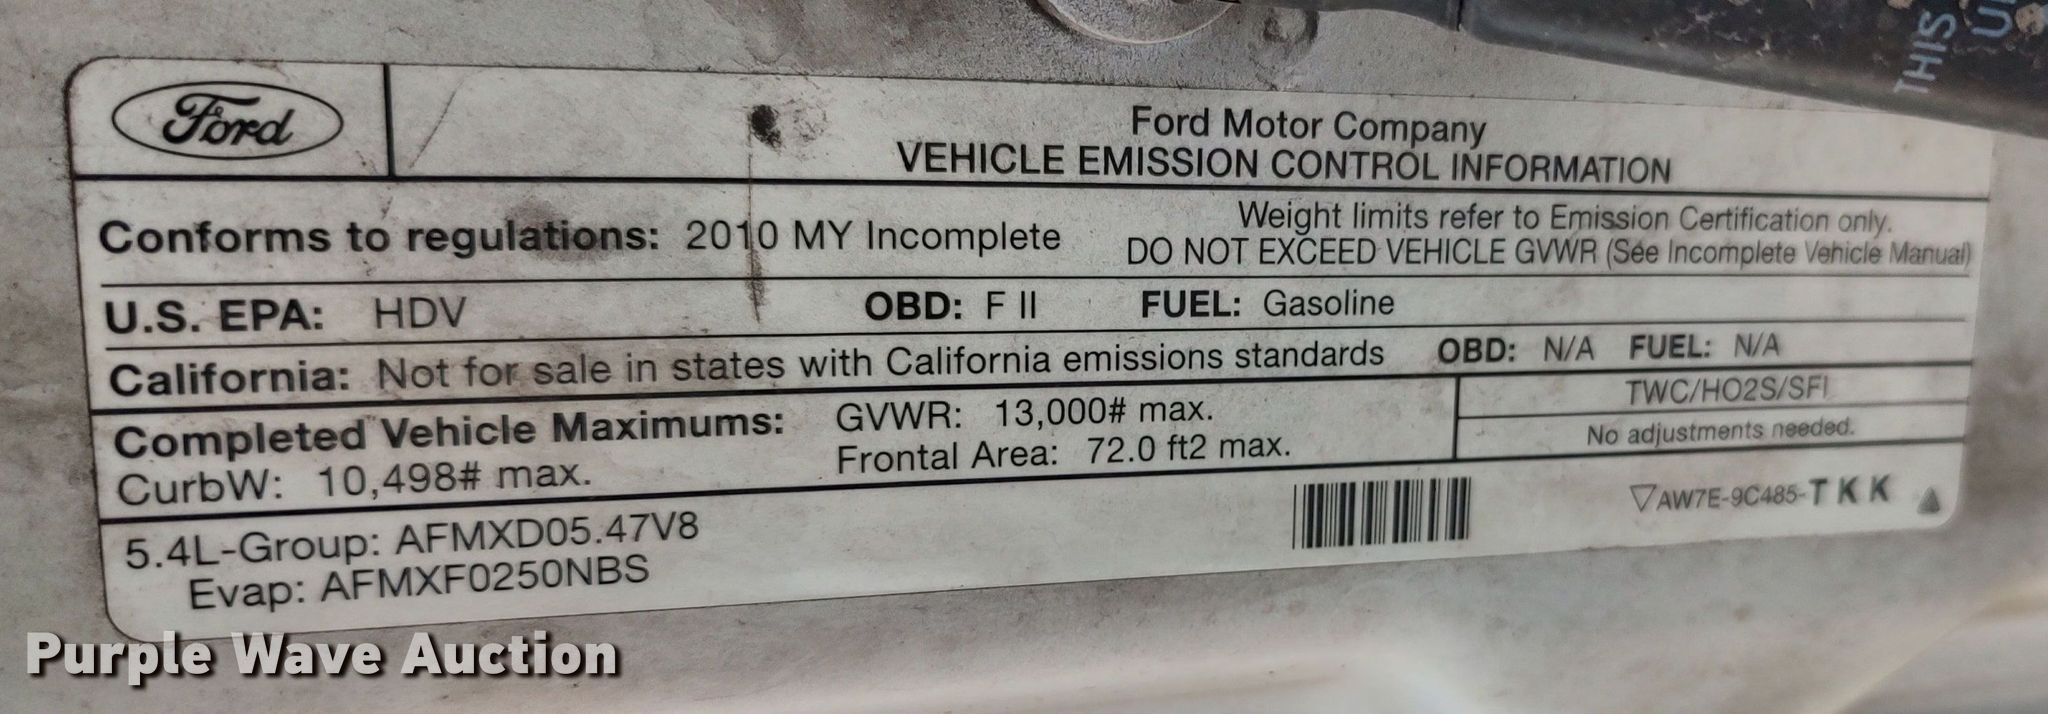 THIS
Ford
Ford Motor Company
VEHICLE EMISSION CONTROL INFORMATION
Conforms to regulations: 2010 MY Incomplete
Weight limits refer to Emission Certification only.
DO NOT EXCEED VEHICLE GVWR (See Incomplete Vehicle Manual)
U.S. EPA: HDV OBD: F II FUEL: Gasoline
California: Not for sale in states with California emissions standards OBD: N/A FUEL: N/A
Completed Vehicle Maximums: GVWR: 13,000# max.
CurbW: 10,498# max. Frontal Area: 72.0 ft2 max.
TWC/HO2S/SFI
No adjustments needed.
5.4L-Group: AFMXD05.47V8
Evap: AFMXF0250NBS
▽AW7E-9C485-TKK
Purple Wave Auction